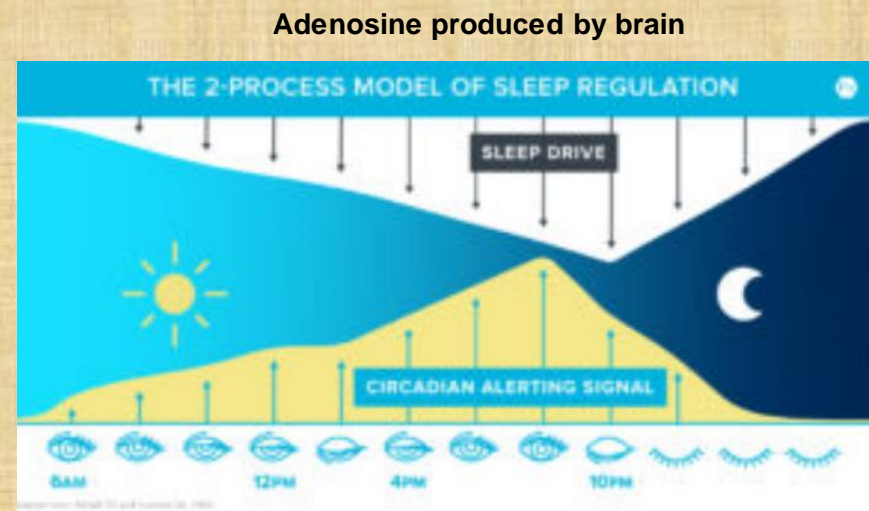 Adenosine produced by brain
THE 2-PROCESS MODEL OF SLEEP REGULATION
SLEEP DRIVE
CIRCADIAN ALERTING SIGNAL
6AM 12PM 4PM 10PM